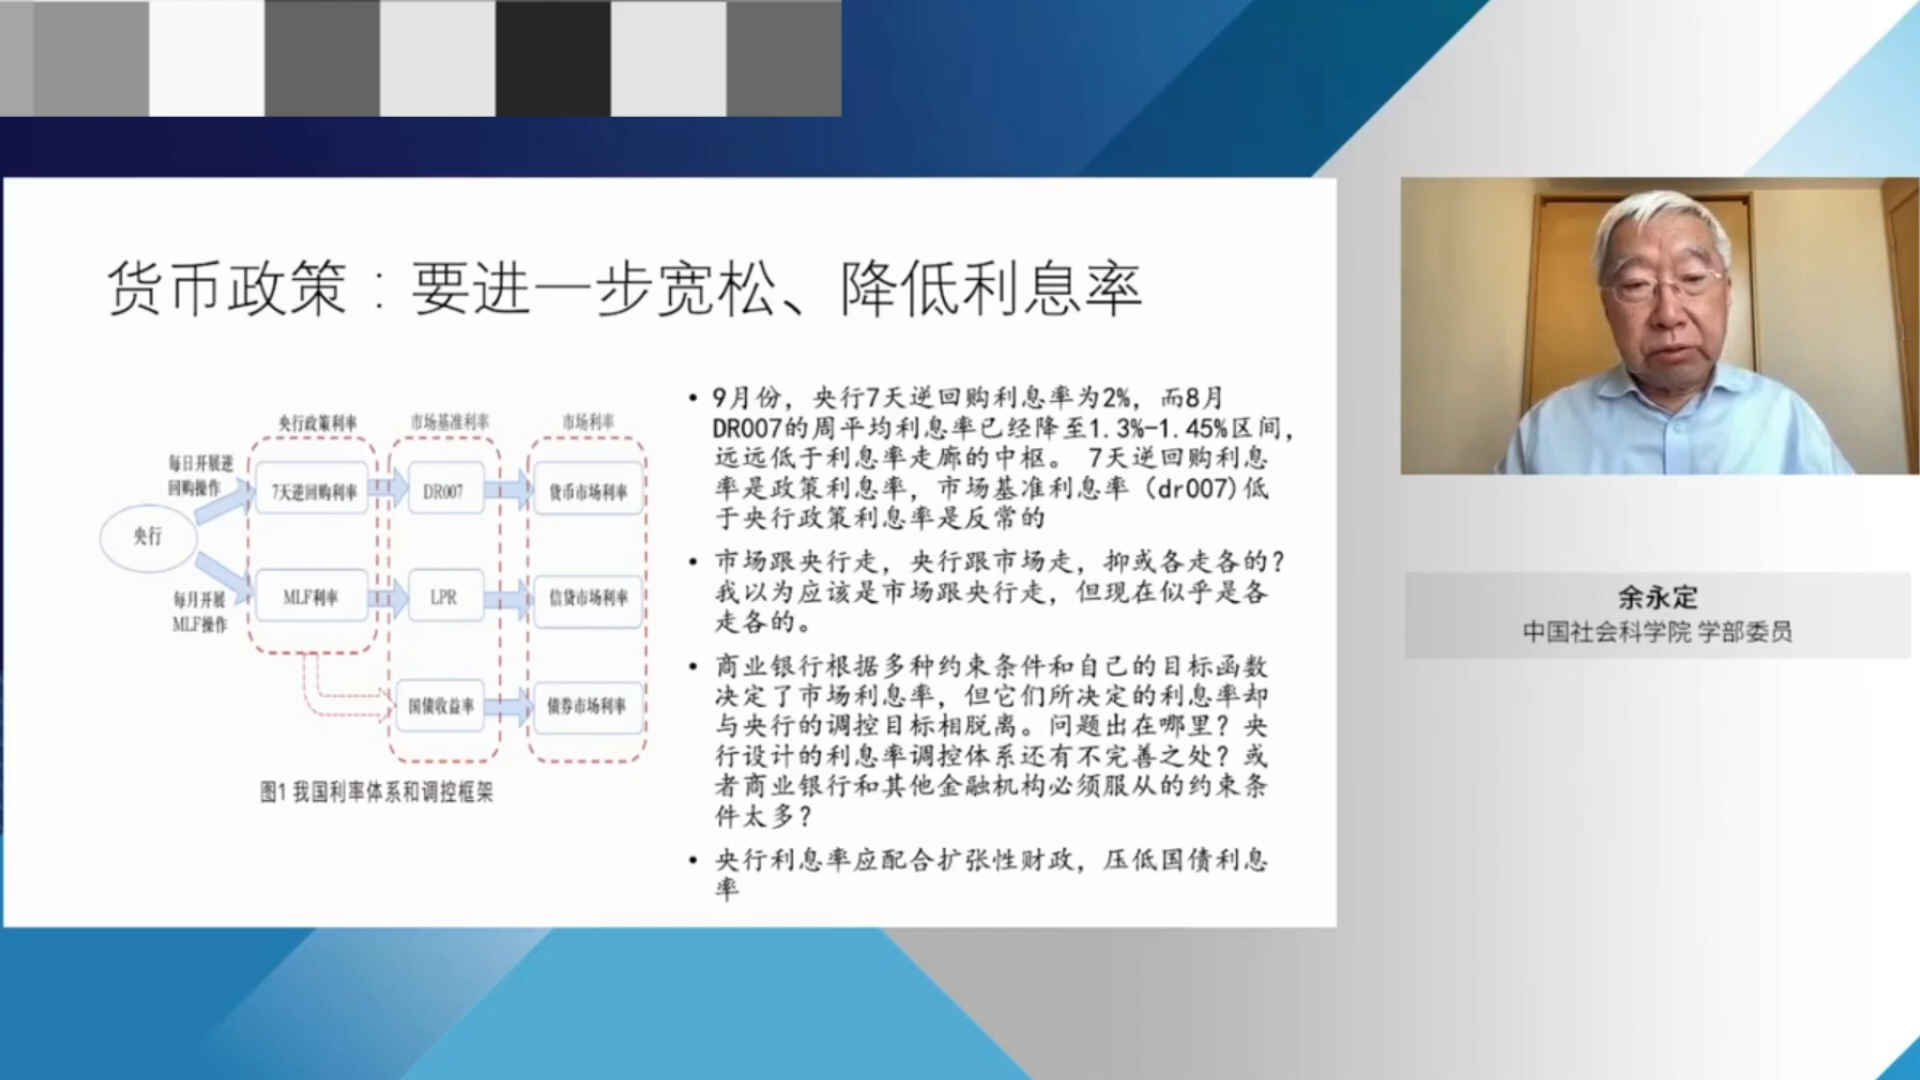 货币政策：要进一步宽松、降低利息率
央行政策利率
市场基准利率
市场利率
每日开展逆
回购操作
7天逆回购利率
DR007
货币市场利率
央行
每月开展
MLF操作
MLF利率
LPR
信贷市场利率
国债收益率
债券市场利率
图1 我国利率体系和调控框架
• 9月份，央行7天逆回购利息率为2%，而8月
DR007的周平均利息率已经降至1.3%-1.45%区间，
远远低于利息率走廊的中枢。 7天逆回购利息
率是政策利息率，市场基准利息率（dr007)低
于央行政策利息率是反常的
• 市场跟央行走，央行跟市场走，抑或各走各的？
我以为应该是市场跟央行走，但现在似乎是各
走各的。
• 商业银行根据多种约束条件和自己的目标函数
决定了市场利息率，但它们所决定的利息率却
与央行的调控目标相脱离。问题出在哪里？央
行设计的利息率调控体系还有不完善之处？或
者商业银行和其他金融机构必须服从的约束条
件太多？
• 央行利息率应配合扩张性财政，压低国债利息
率
余永定
中国社会科学院 学部委员